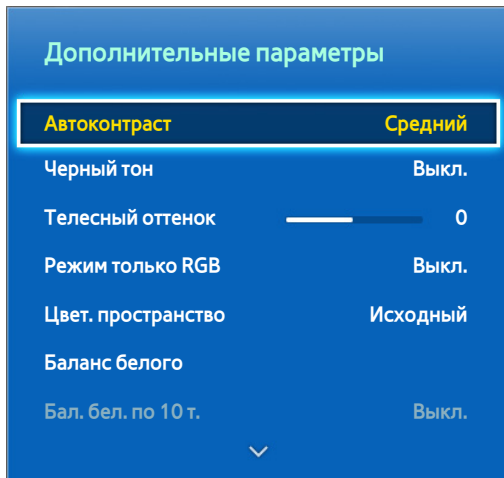 Дополнительные параметры
Автоконтраст Средний
Черный тон Выкл.
Телесный оттенок 0
Режим только RGB Выкл.
Цвет. пространство Исходный
Баланс белого
Бал. бел. по 10 т. Выкл.